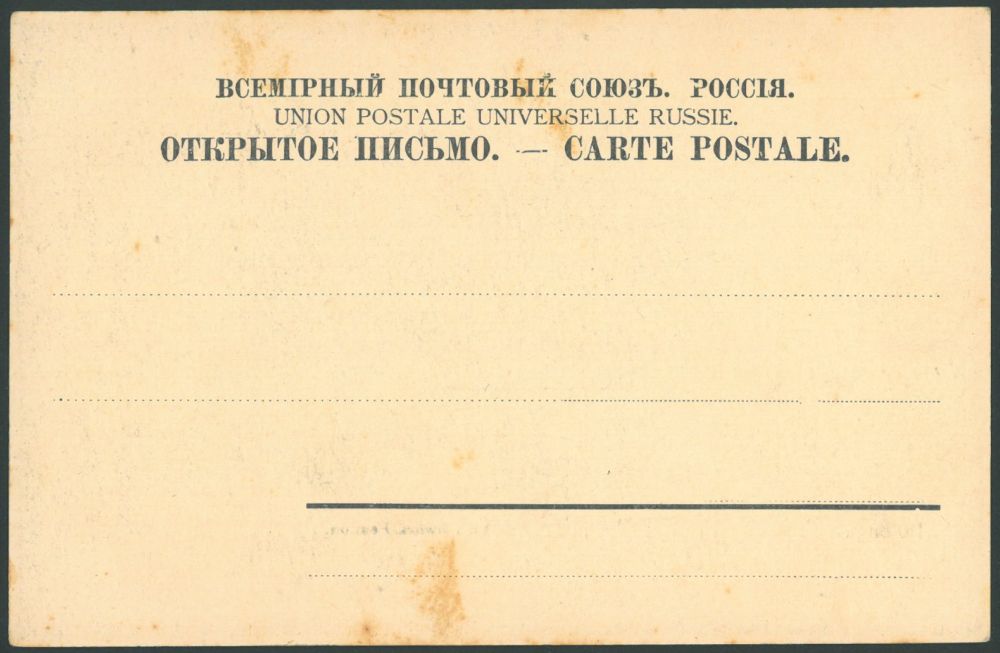 ВСЕМІРНЫЙ ПОЧТОВЫЙ СОЮЗЪ. РОССІЯ.
UNION POSTALE UNIVERSELLE RUSSIE.
ОТКРЫТОЕ ПИСЬМО. — CARTE POSTALE.